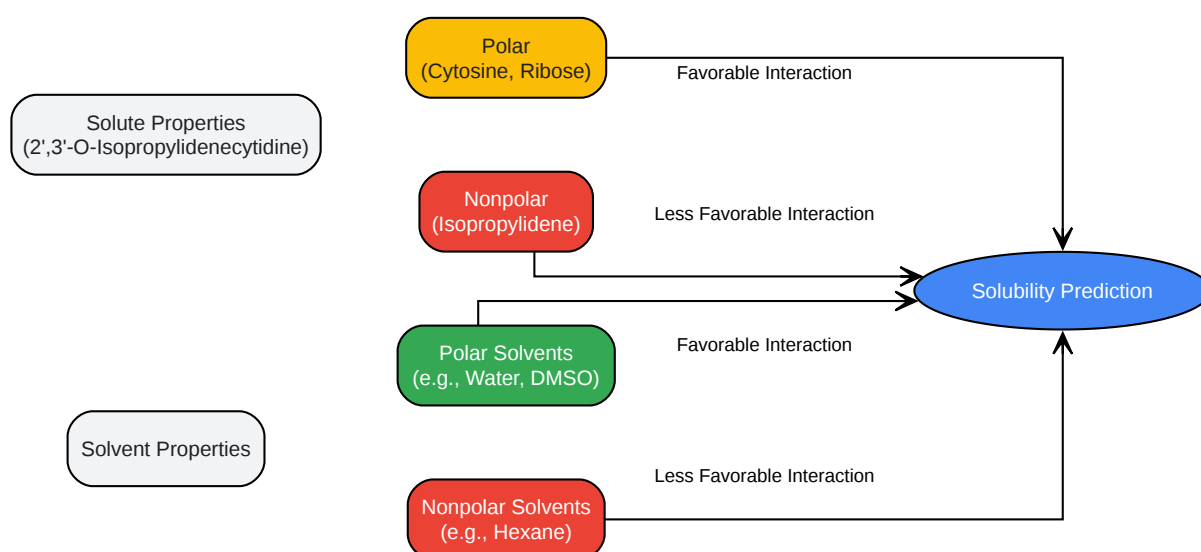 Polar
(Cytosine, Ribose)
Favorable Interaction
Solute Properties
(2',3'-O-Isopropylidenecytidine)
Nonpolar
(Isopropylidene)
Less Favorable Interaction
Solubility Prediction
Polar Solvents
(e.g., Water, DMSO)
Favorable Interaction
Solvent Properties
Less Favorable Interaction
Nonpolar Solvents
(e.g., Hexane)